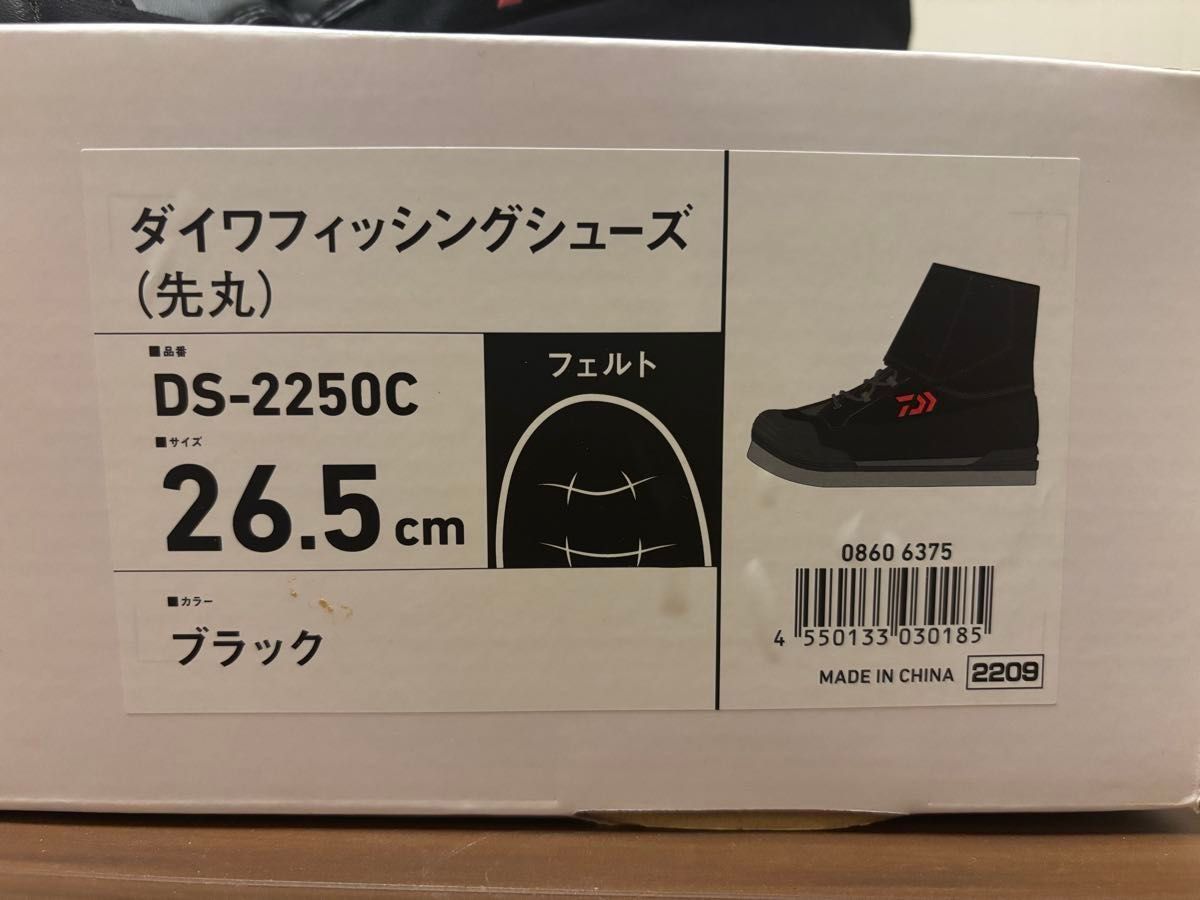 ダイワフィッシングシューズ
(先丸)
■品番
DS-2250C
■サイズ
26.5cm
フェルト
■カラー
ブラック
0860 6375
4 550133 030185
MADE IN CHINA 2209